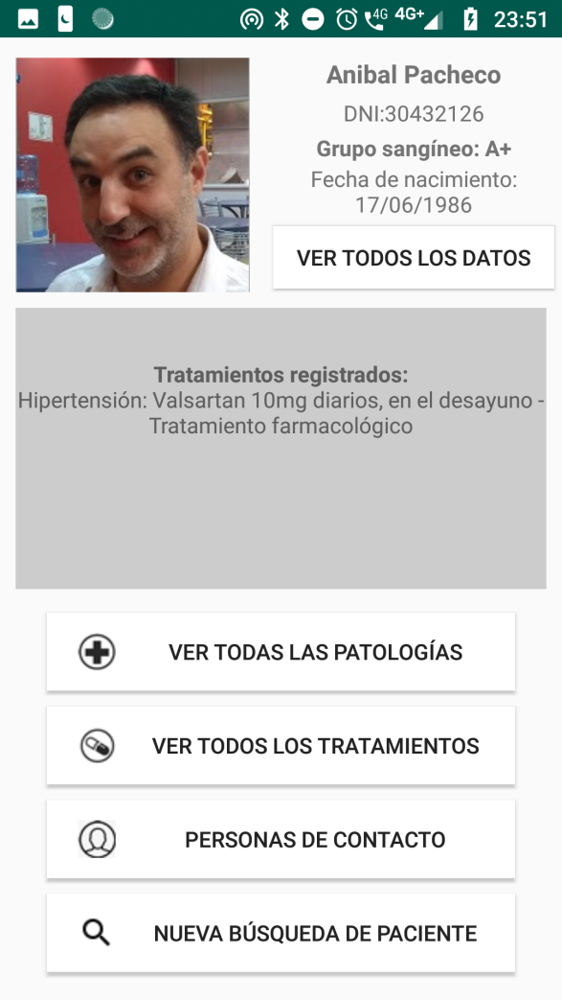 4G 4G+ 23:51
Anibal Pacheco
DNI:30432126
Grupo sangíneo: A+
Fecha de nacimiento:
17/06/1986
VER TODOS LOS DATOS
Tratamientos registrados:
Hipertensión: Valsartan 10mg diarios, en el desayuno -
Tratamiento farmacológico
VER TODAS LAS PATOLOGÍAS
VER TODOS LOS TRATAMIENTOS
PERSONAS DE CONTACTO
NUEVA BÚSQUEDA DE PACIENTE